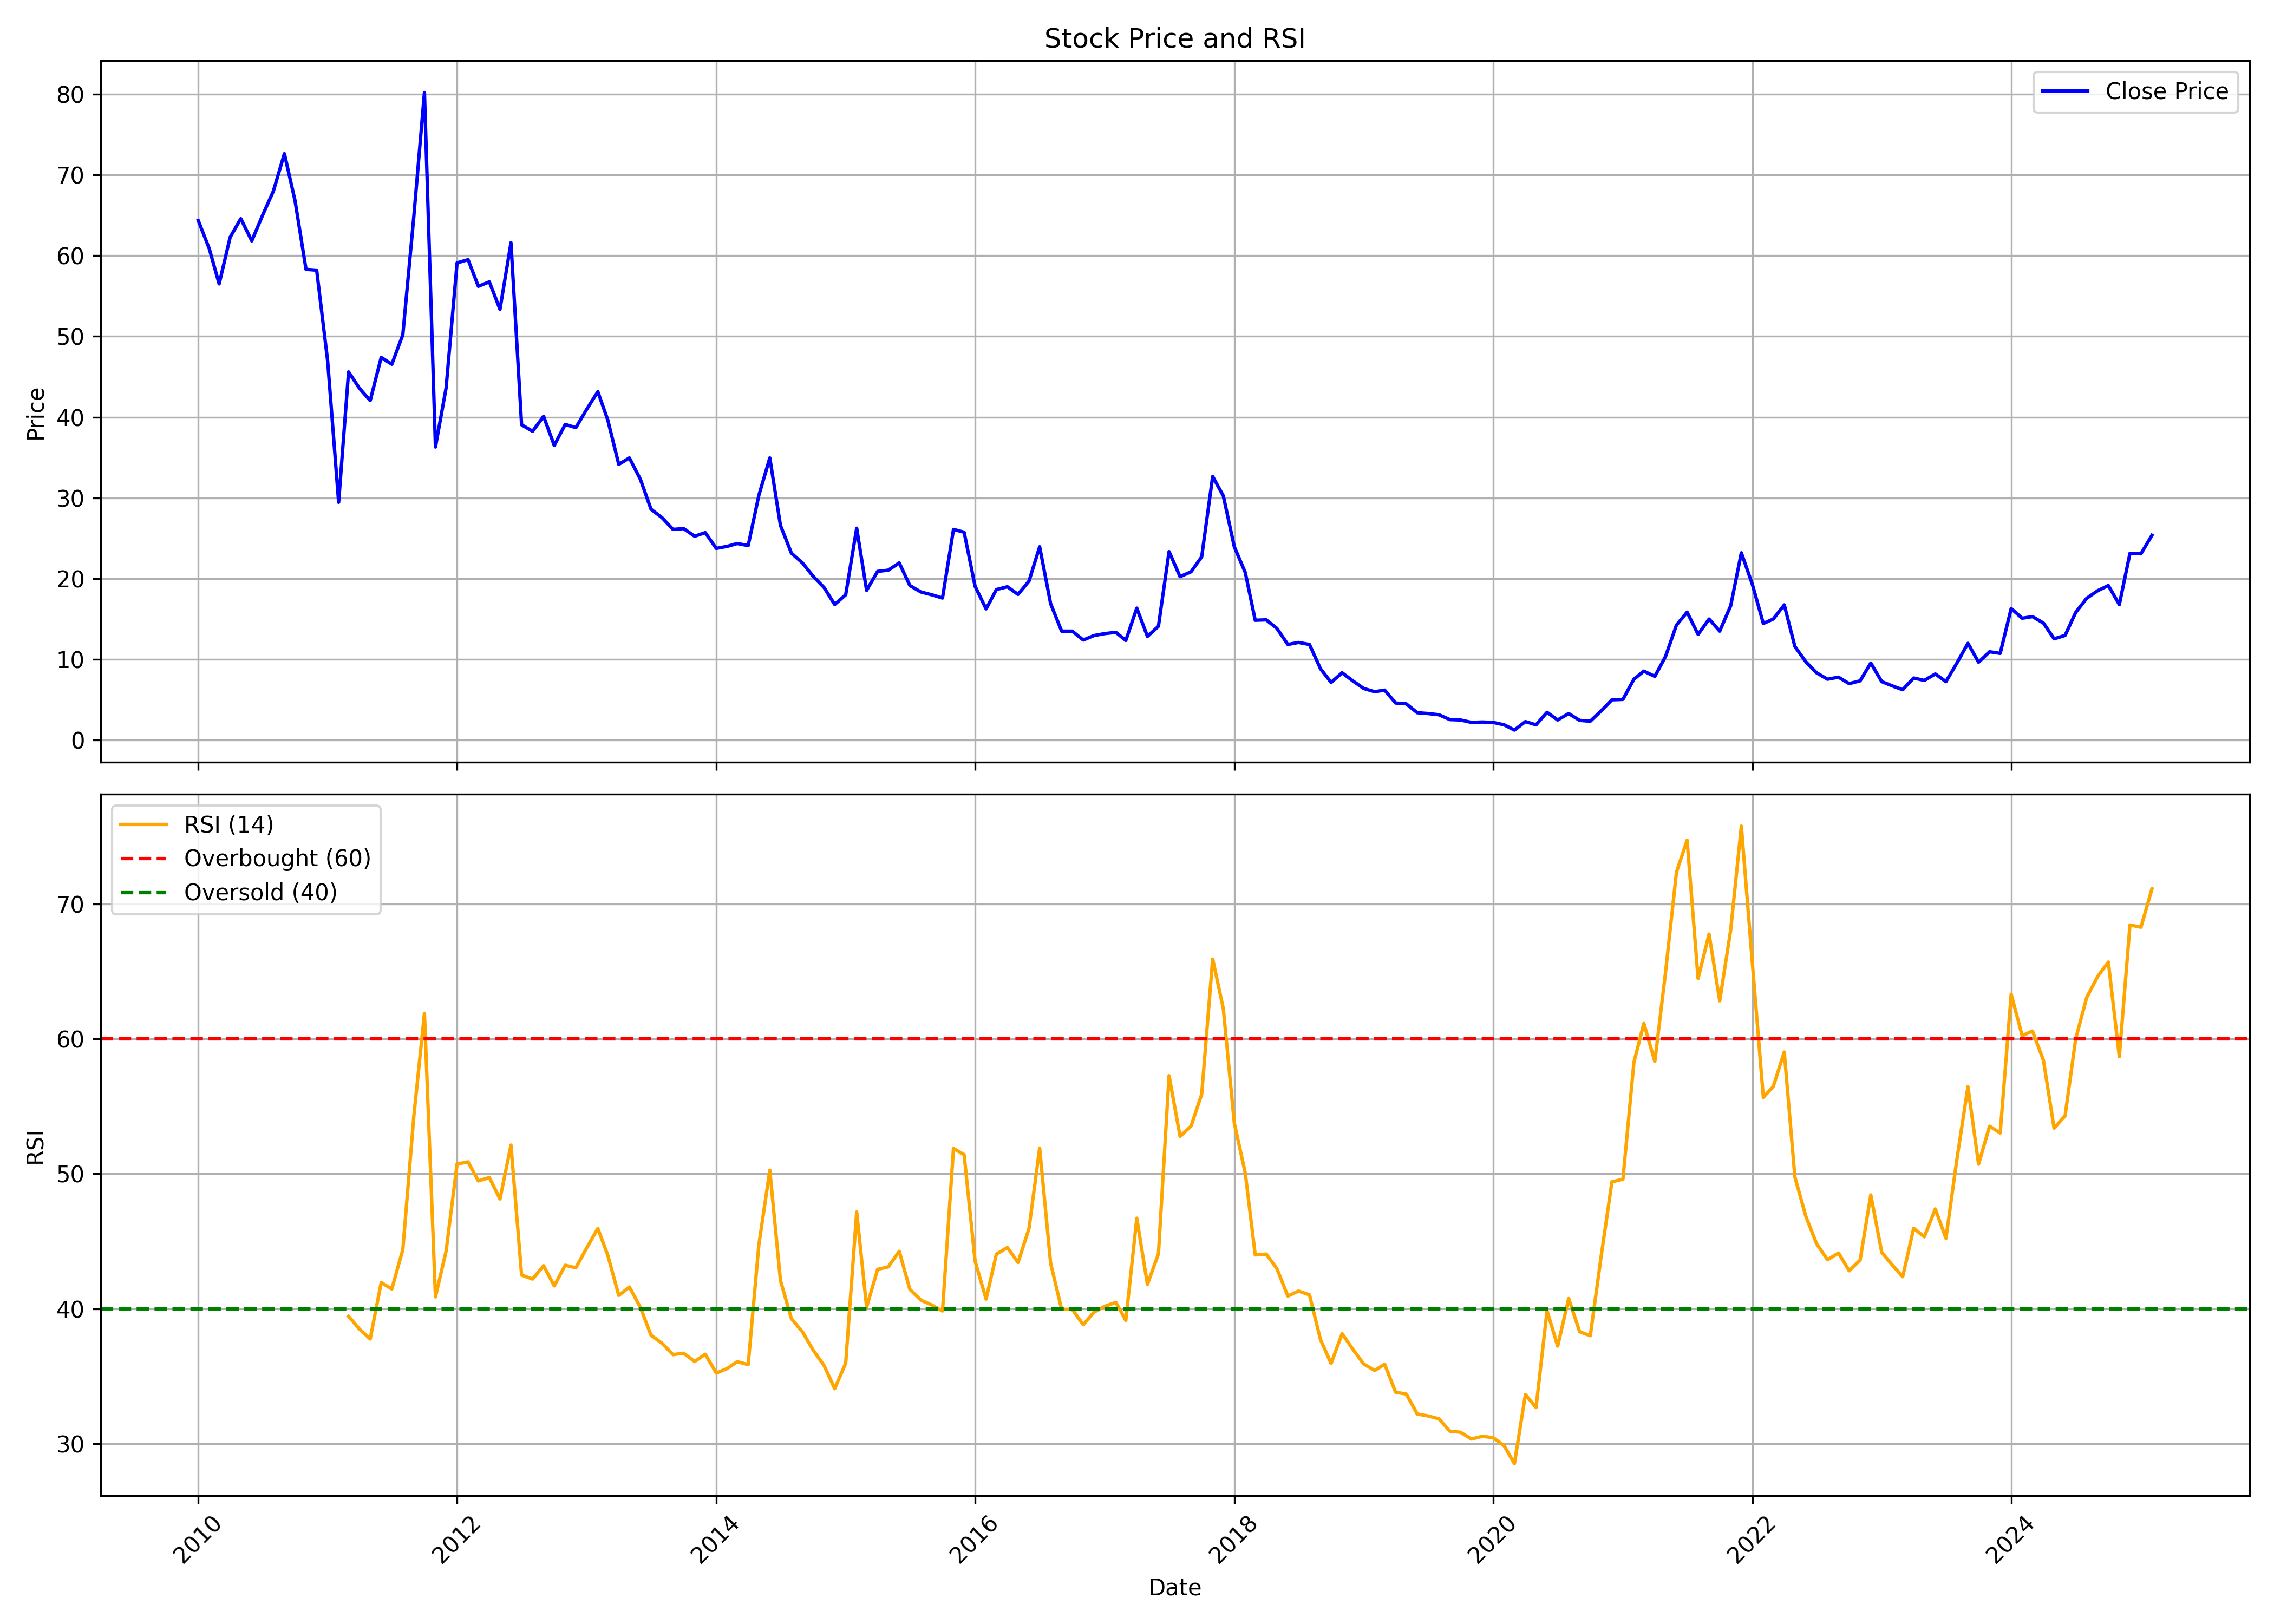 Stock Price and RSI
Close Price
80
70
60
50
40
30
20
10
0
Price
RSI (14)
Overbought (60)
Oversold (40)
70
60
50
40
30
RSI
2010
2012
2014
2016
2018
2020
2022
2024
Date